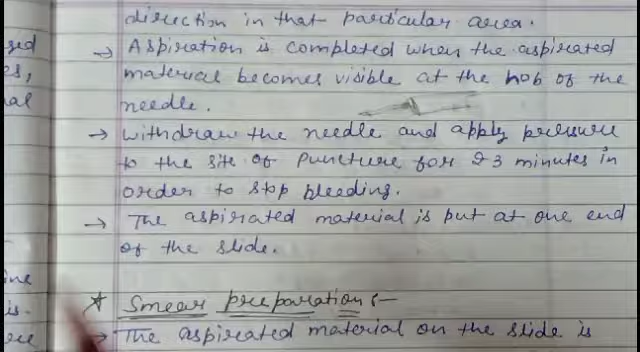 direction in that particular area.
→ Aspiration is completed when the aspirated
material becomes visible at the hob of the
needle.
→ withdraw the needle and apply pressure
to the site of puncture for 2 3 minutes in
order to stop bleeding.
→ The aspirated material is put at one end
of the slide.
* Smear preparation :-
→ The aspirated material on the slide is